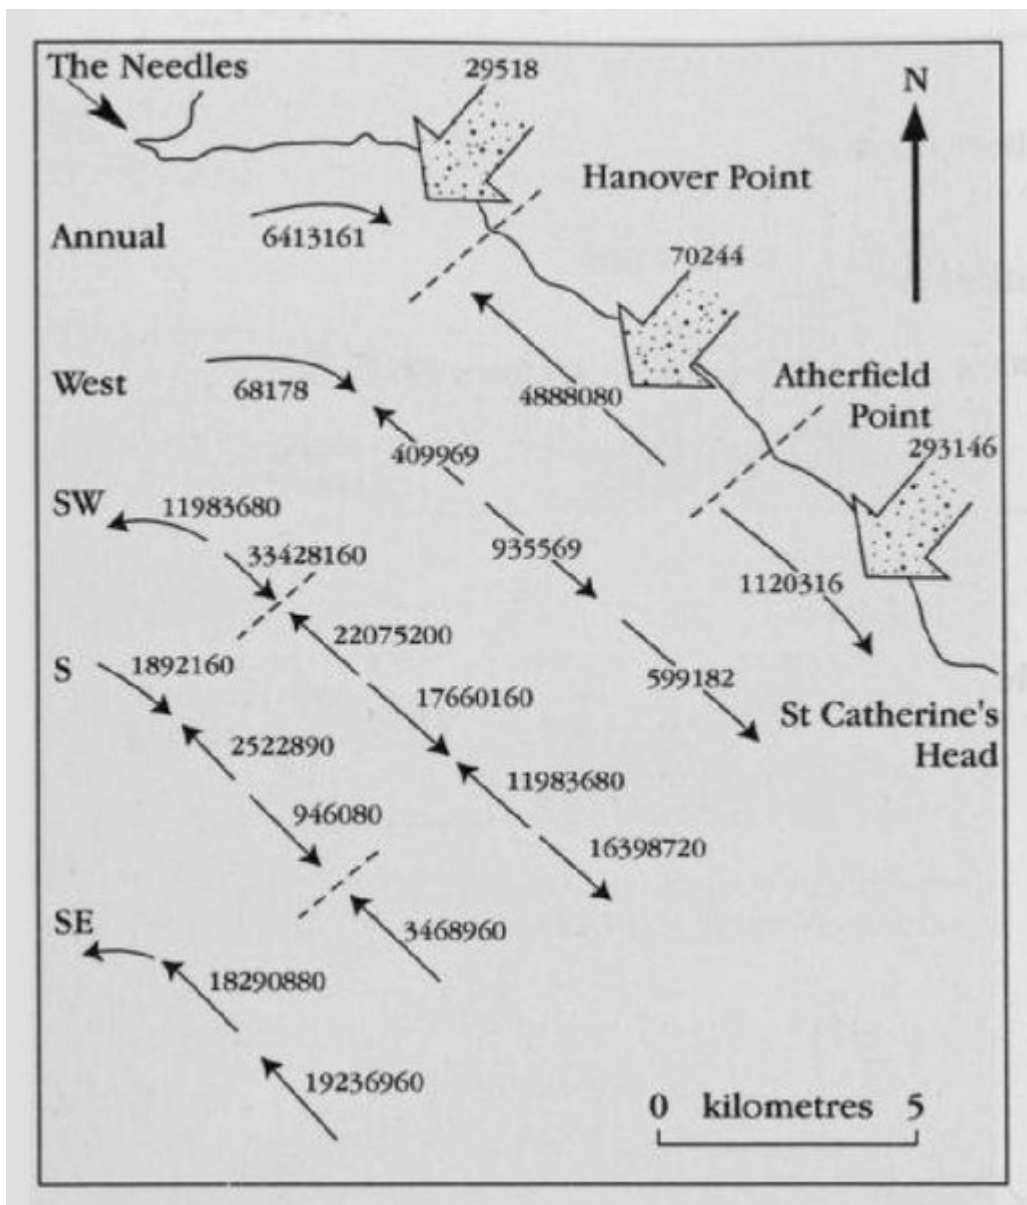 The Needles
29518
N
Hanover Point
Annual
6413161
70244
West
68178
4888080
Atherfield
Point
409969
293146
SW
11983680
935569
33428160
1120316
22075200
S
1892160
599182
17660160
St Catherine's
Head
2522890
11983680
946080
16398720
SE
3468960
18290880
19236960
0 kilometres 5